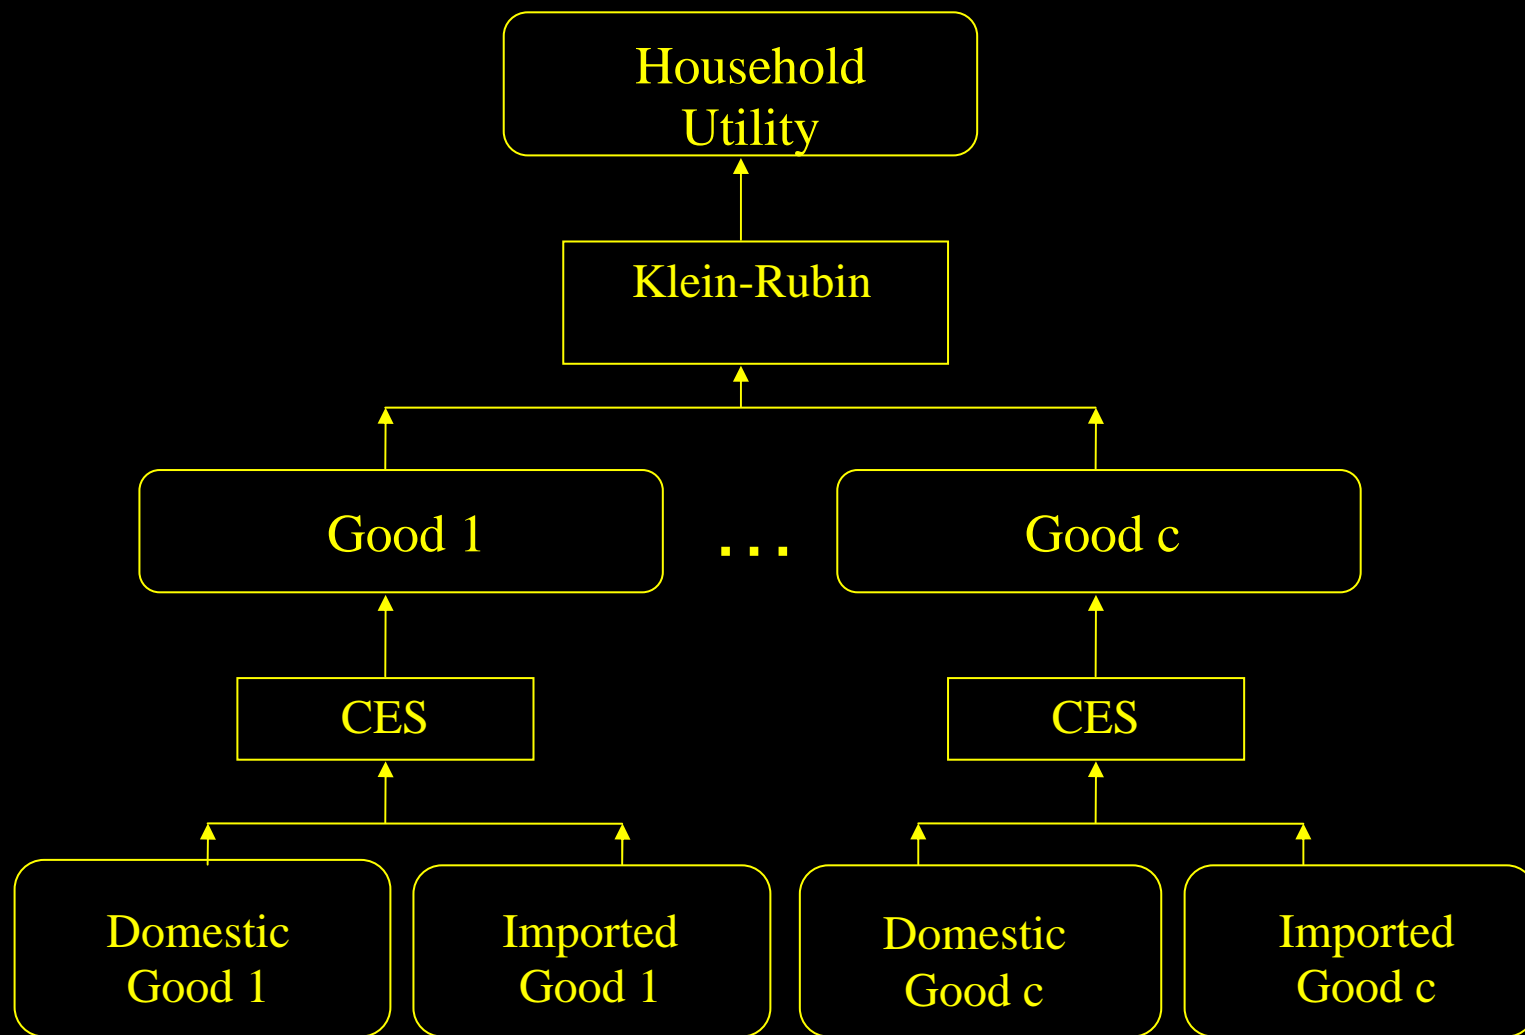 Household
Utility
Klein-Rubin
Good 1
...
Good c
CES
CES
Domestic
Good 1
Imported
Good 1
Domestic
Good c
Imported
Good c